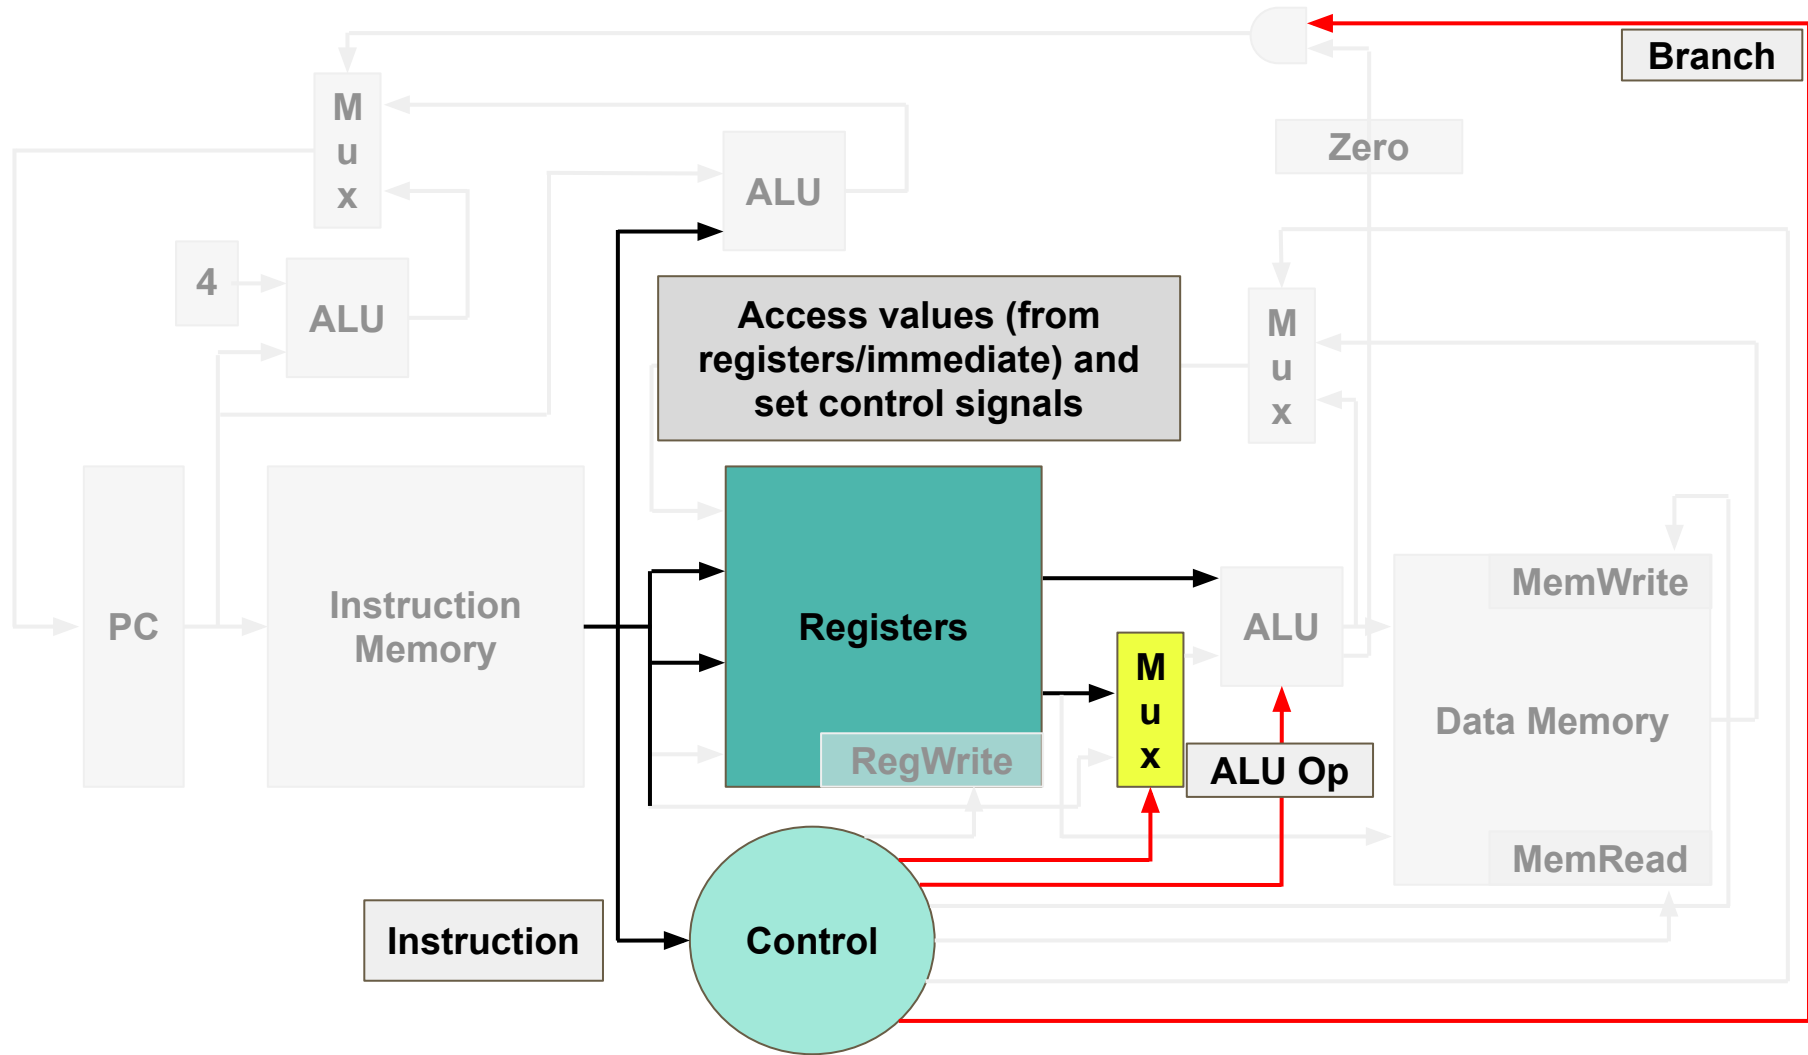 Branch
M
u
x
Zero
ALU
4
ALU
Access values (from
registers/immediate) and
set control signals
M
u
x
PC
Instruction
Memory
Registers
RegWrite
M
u
x
ALU
ALU Op
MemWrite
Data Memory
MemRead
Instruction
Control